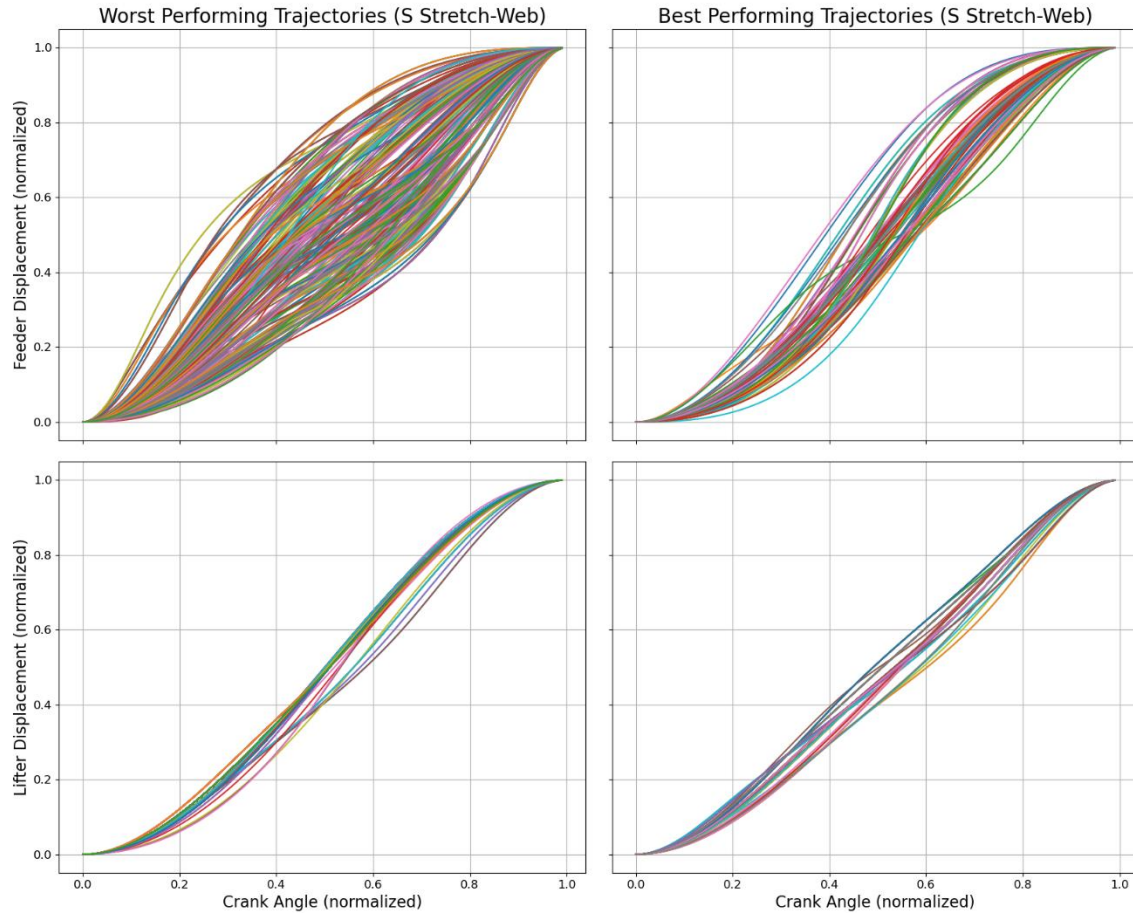 Worst Performing Trajectories (S Stretch-Web)
Best Performing Trajectories (S Stretch-Web)
Feeder Displacement (normalized)
1.0
0.8
0.6
0.4
0.2
0.0
Lifter Displacement (normalized)
1.0
0.8
0.6
0.4
0.2
0.0
0.0 0.2 0.4 0.6 0.8 1.0
0.0 0.2 0.4 0.6 0.8 1.0
Crank Angle (normalized)
Crank Angle (normalized)